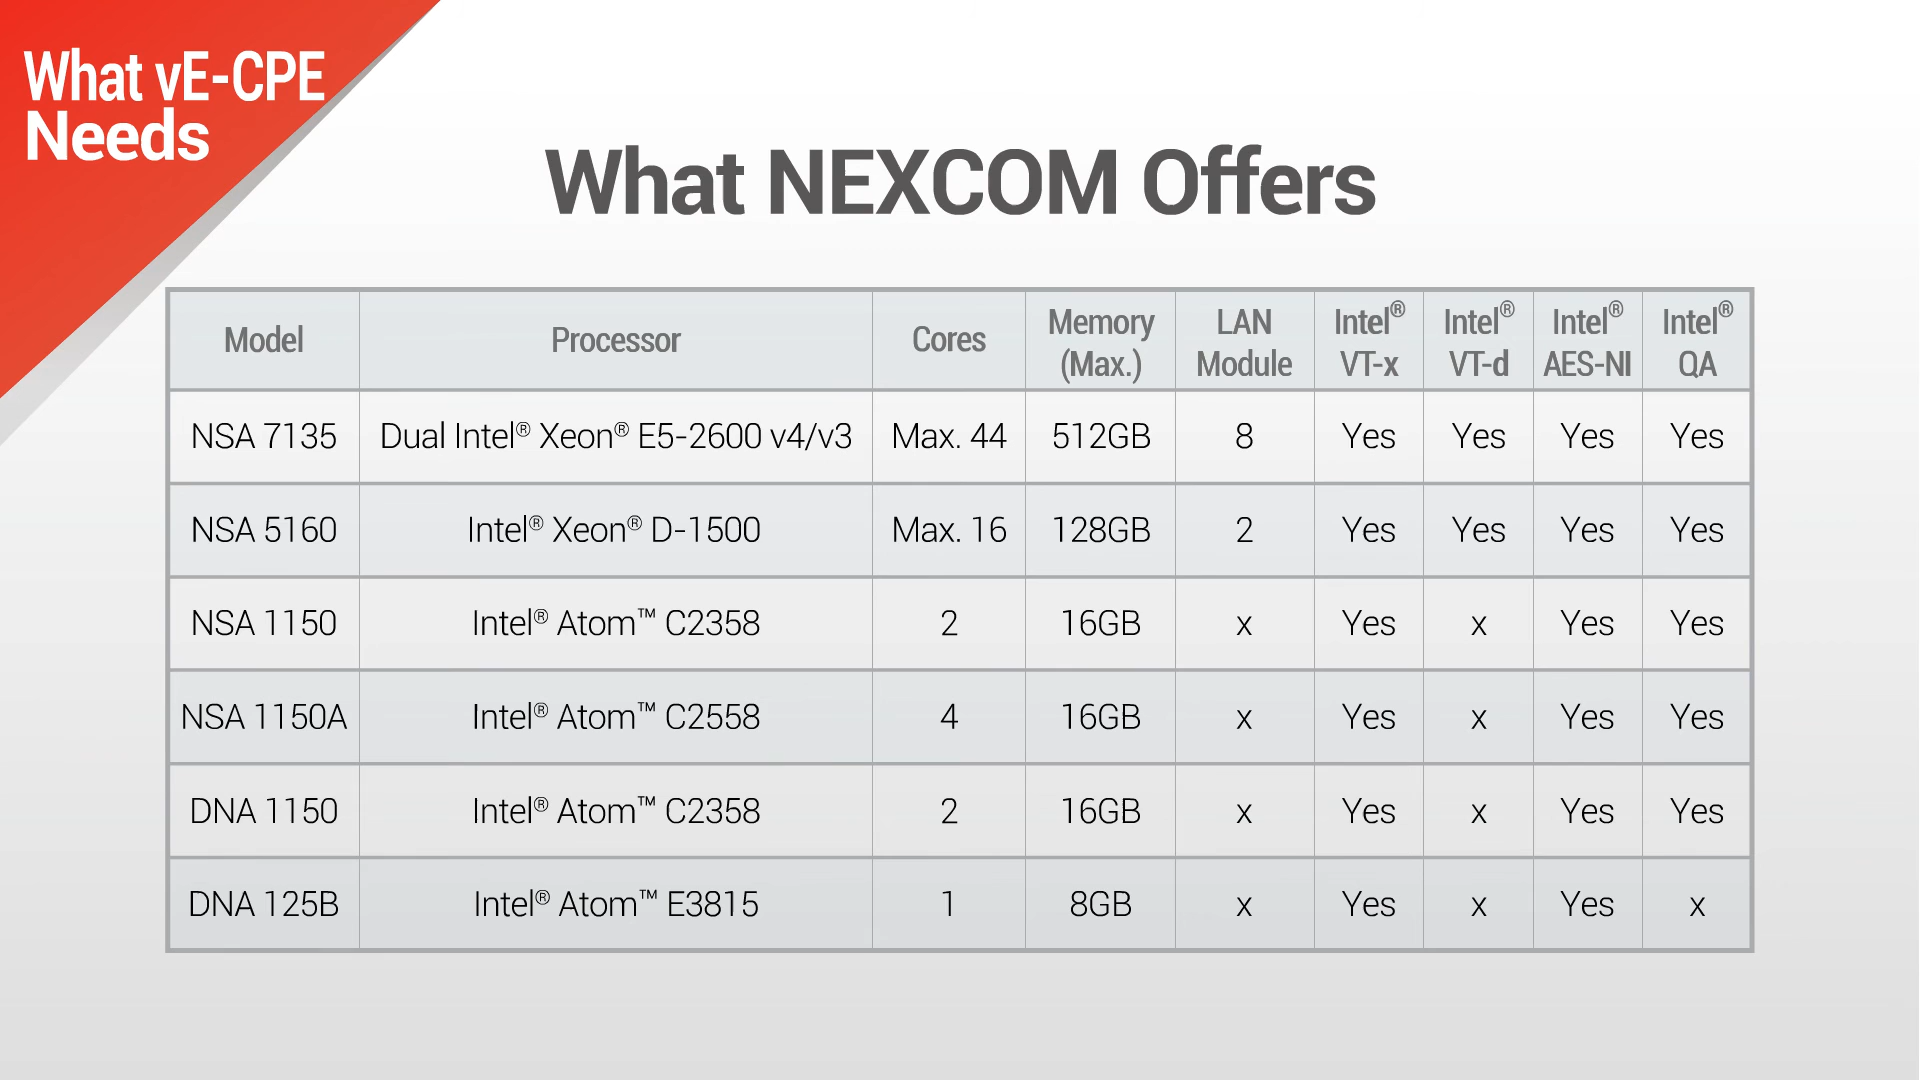 What vE-CPE
Needs
What NEXCOM Offers
Model Processor Cores Memory (Max.) LAN Module Intel® VT-x Intel® VT-d Intel® AES-NI Intel® QA
NSA 7135 Dual Intel® Xeon® E5-2600 v4/v3 Max. 44 512GB 8 Yes Yes Yes Yes
NSA 5160 Intel® Xeon® D-1500 Max. 16 128GB 2 Yes Yes Yes Yes
NSA 1150 Intel® Atom™ C2358 2 16GB x Yes x Yes Yes
NSA 1150A Intel® Atom™ C2558 4 16GB x Yes x Yes Yes
DNA 1150 Intel® Atom™ C2358 2 16GB x Yes x Yes Yes
DNA 125B Intel® Atom™ E3815 1 8GB x Yes x Yes x